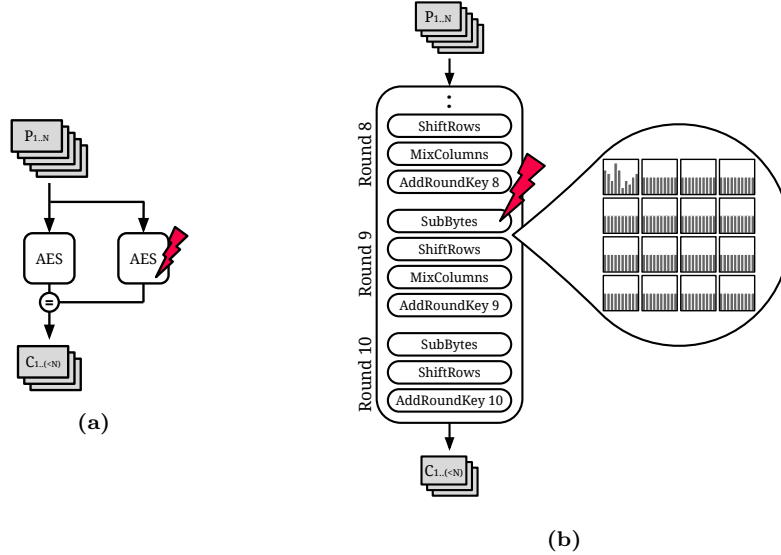 P1..N
AES
AES
=
C1..(<N)
(a)
P1..N
Round 8
ShiftRows
MixColumns
AddRoundKey 8
Round 9
SubBytes
ShiftRows
MixColumns
AddRoundKey 9
Round 10
SubBytes
ShiftRows
AddRoundKey 10
C1..(<N)
(b)